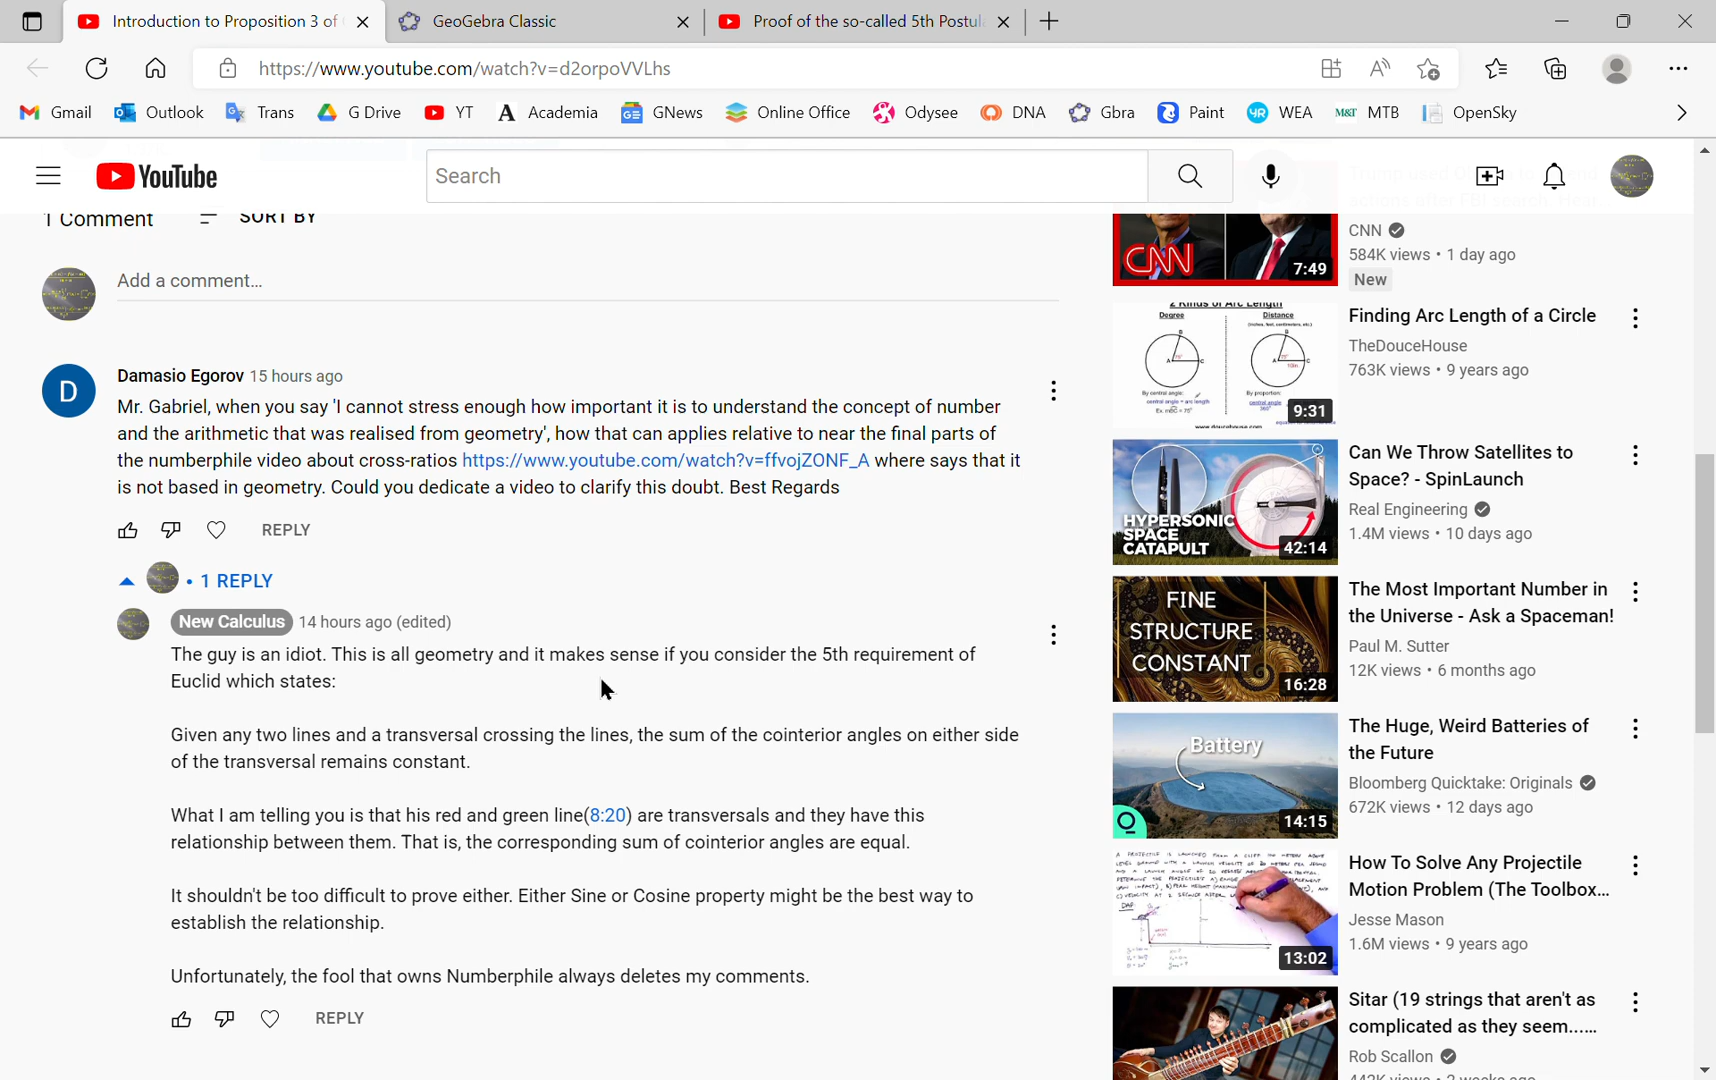 Introduction to Proposition 3 of
GeoGebra Classic
Proof of the so-called 5th Postul
https://www.youtube.com/watch?v=d2orpoVVLhs
Gmail Outlook Trans G Drive YT Academia GNews Online Office Odysee DNA Gbra Paint WEA M&T MTB OpenSky
YouTube
Search
1 Comment SORT BY
Add a comment...
Damasio Egorov 15 hours ago
Mr. Gabriel, when you say 'I cannot stress enough how important it is to understand the concept of number
and the arithmetic that was realised from geometry', how that can applies relative to near the final parts of
the numberphile video about cross-ratios https://www.youtube.com/watch?v=ffvojZONF_A where says that it
is not based in geometry. Could you dedicate a video to clarify this doubt. Best Regards
REPLY
• 1 REPLY
New Calculus 14 hours ago (edited)
The guy is an idiot. This is all geometry and it makes sense if you consider the 5th requirement of
Euclid which states:
Given any two lines and a transversal crossing the lines, the sum of the cointerior angles on either side
of the transversal remains constant.
What I am telling you is that his red and green line(8:20) are transversals and they have this
relationship between them. That is, the corresponding sum of cointerior angles are equal.
It shouldn't be too difficult to prove either. Either Sine or Cosine property might be the best way to
establish the relationship.
Unfortunately, the fool that owns Numberphile always deletes my comments.
REPLY
CNN
7:49
CNN
584K views • 1 day ago
New
2 Kinds of Arc Length
Degree Distance
9:31
Finding Arc Length of a Circle
TheDouceHouse
763K views • 9 years ago
HYPERSONIC
SPACE
CATAPULT
42:14
Can We Throw Satellites to
Space? - SpinLaunch
Real Engineering
1.4M views • 10 days ago
FINE
STRUCTURE
CONSTANT
16:28
The Most Important Number in
the Universe - Ask a Spaceman!
Paul M. Sutter
12K views • 6 months ago
Battery
14:15
The Huge, Weird Batteries of
the Future
Bloomberg Quicktake: Originals
672K views • 12 days ago
13:02
How To Solve Any Projectile
Motion Problem (The Toolbox...
Jesse Mason
1.6M views • 9 years ago
Sitar (19 strings that aren't as
complicated as they seem......
Rob Scallon